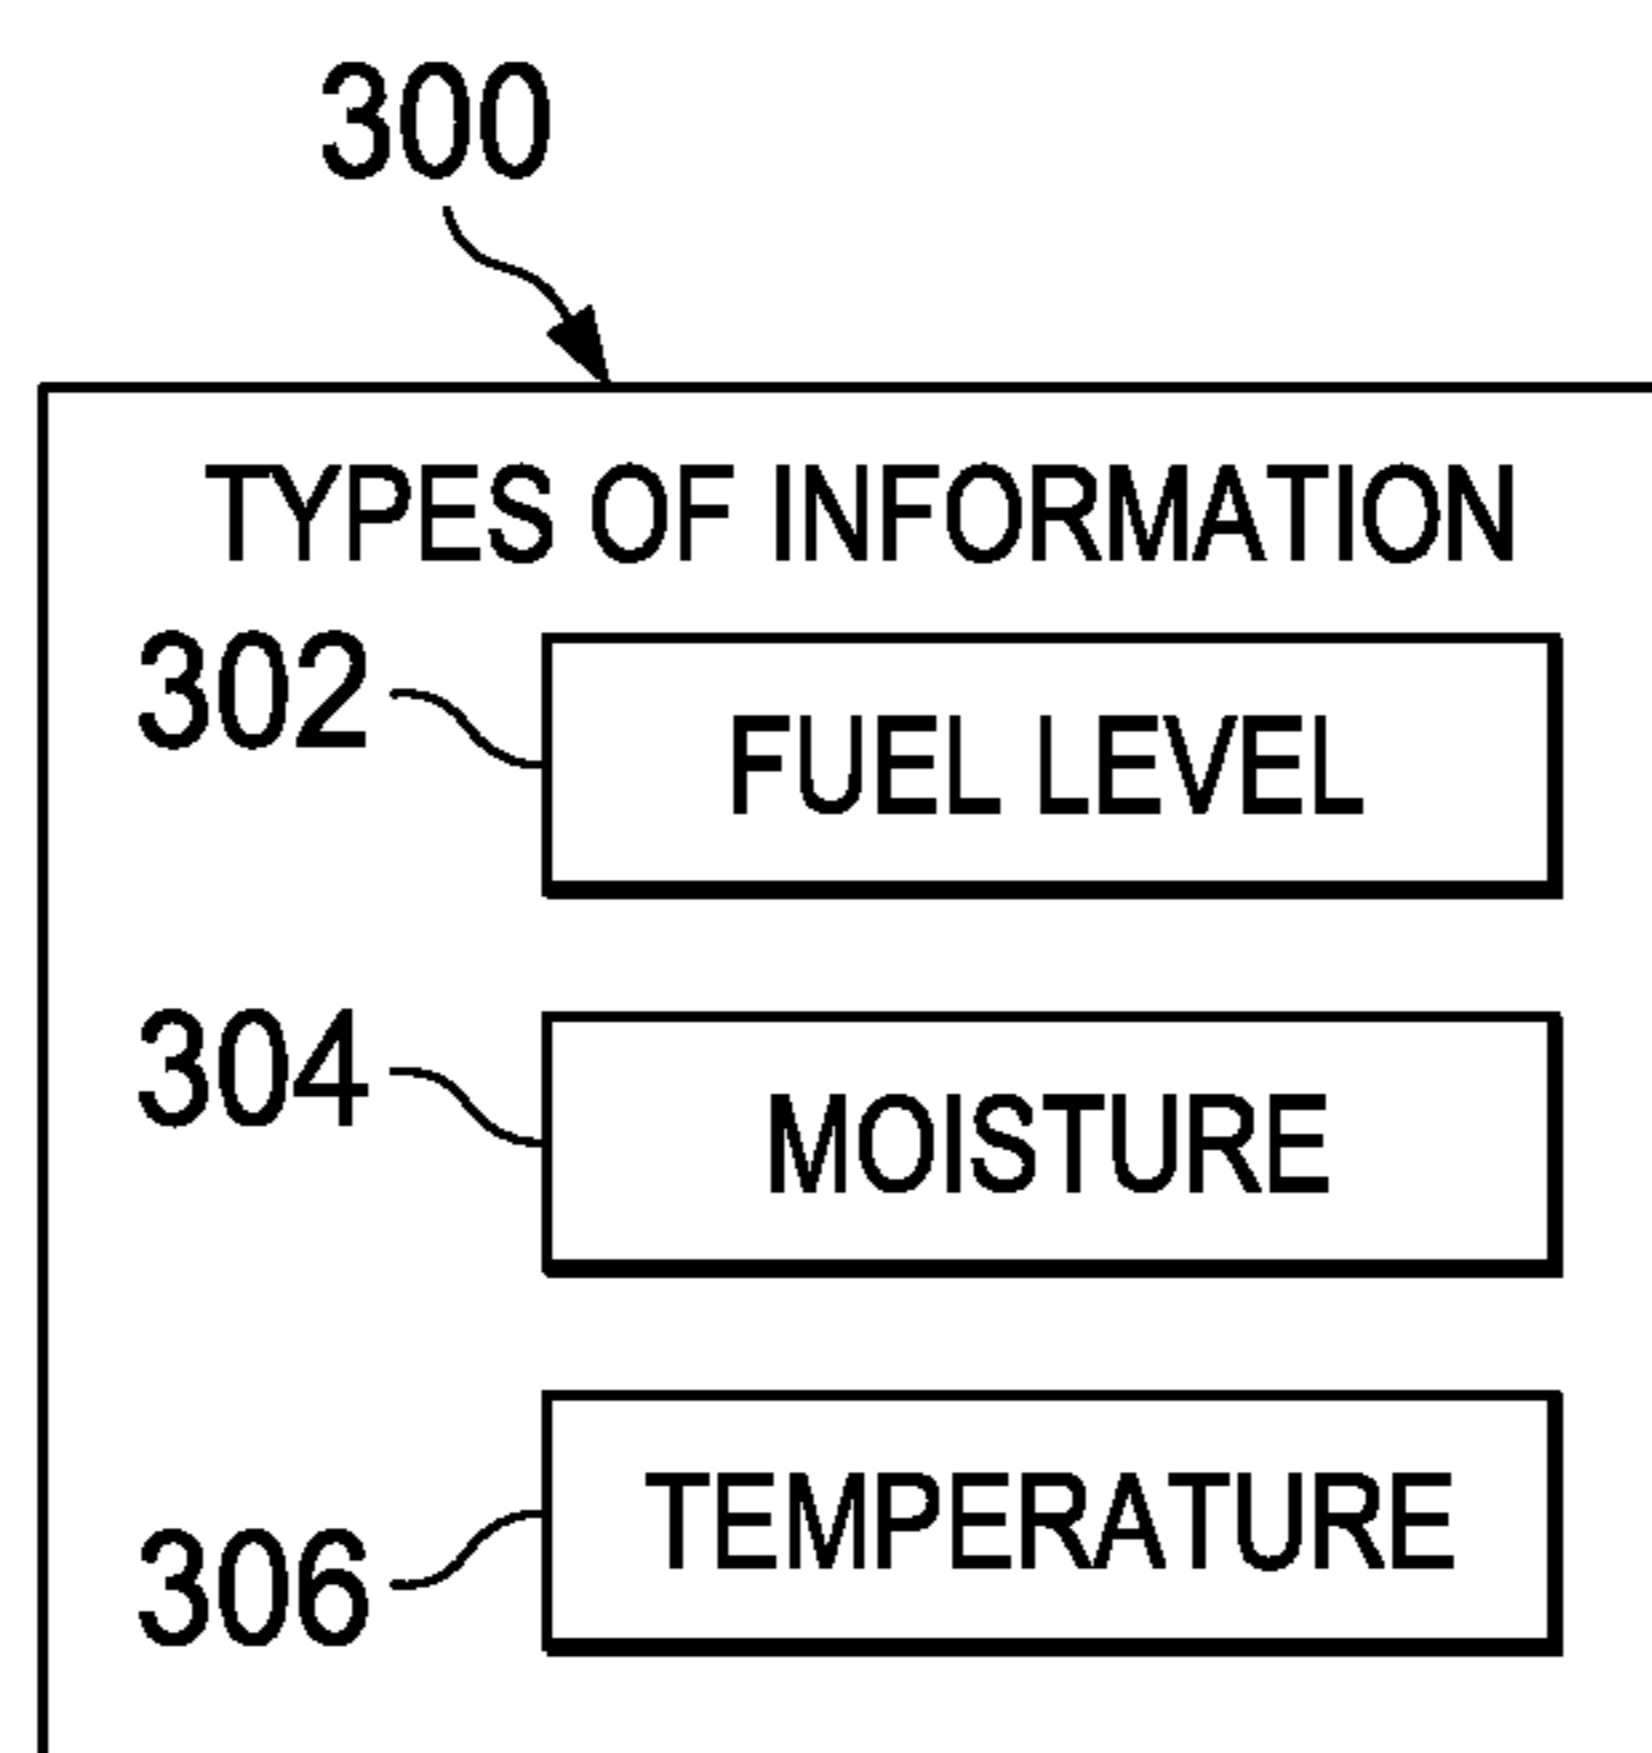 300
TYPES OF INFORMATION
302
FUEL LEVEL
304
MOISTURE
306
TEMPERATURE